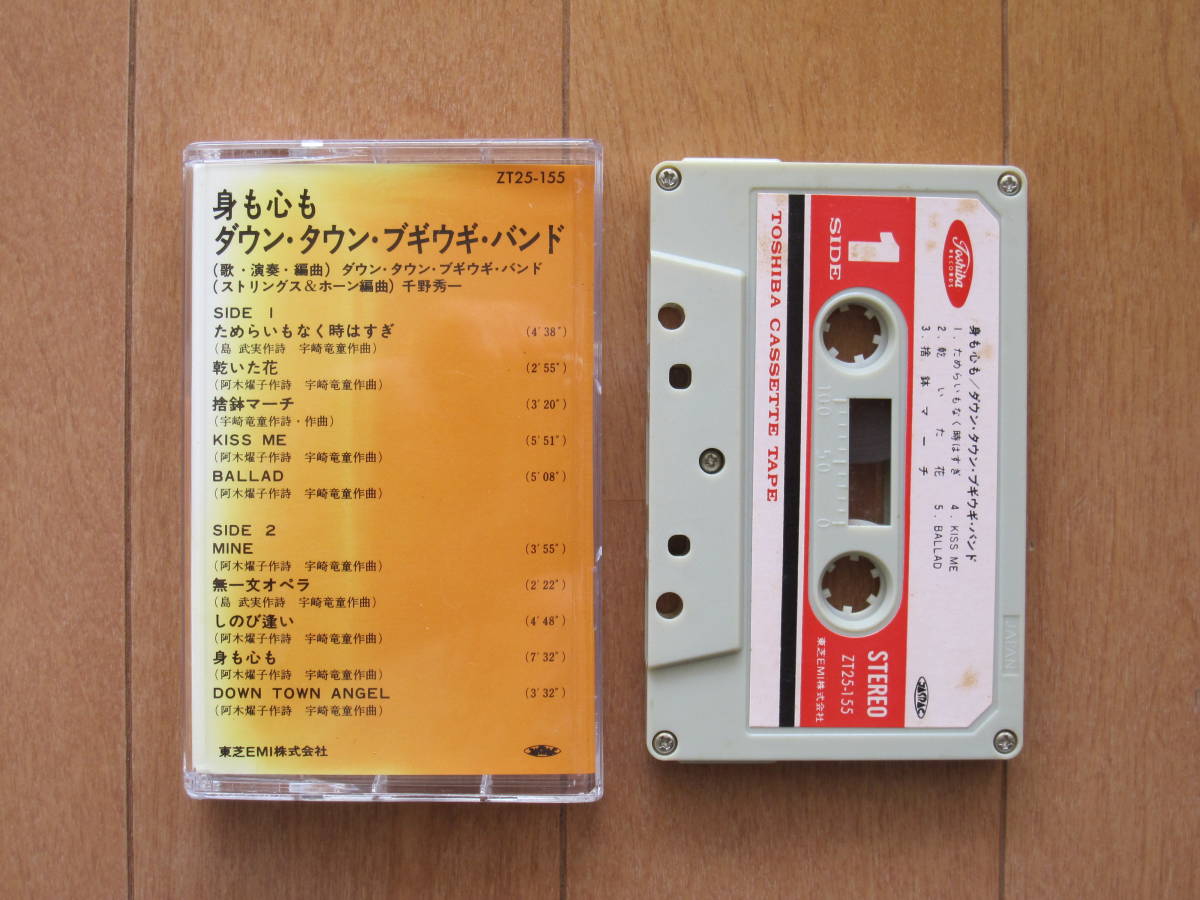 ZT25-155
身も心も
ダウン・タウン・ブギウギ・バンド
(歌・演奏・編曲) ダウン・タウン・ブギウギ・バンド
(ストリングス&ホーン編曲) 千野秀一
SIDE 1
ためらいもなく時はすぎ (4'38")
(島 武実作詩 宇崎竜童作曲)
乾いた花 (2'55")
(阿木燿子作詩 宇崎竜童作曲)
捨鉢マーチ (3'20")
(宇崎竜童作詩・作曲)
KISS ME (5'51")
(阿木燿子作詩 宇崎竜童作曲)
BALLAD (5'08")
(阿木燿子作詩 宇崎竜童作曲)
SIDE 2
MINE (3'55")
(阿木燿子作詩 宇崎竜童作曲)
無一文オペラ (2'22")
(島 武実作詩 宇崎竜童作曲)
しのび逢い (4'48")
(阿木燿子作詩 宇崎竜童作曲)
身も心も (7'32")
(阿木燿子作詩 宇崎竜童作曲)
DOWN TOWN ANGEL (3'32")
(阿木燿子作詩 宇崎竜童作曲)
東芝EMI株式会社
Toshiba
RECORDS
身も心も/ダウン・タウン・ブギウギ・バンド
1. ためらいもなく時はすぎ
2. 乾いた花
3. 捨鉢マーチ
4. KISS ME
5. BALLAD
1
SIDE
STEREO
ZT25-155
東芝EMI株式会社
TOSHIBA CASSETTE TAPE
100 50 0
JAPAN